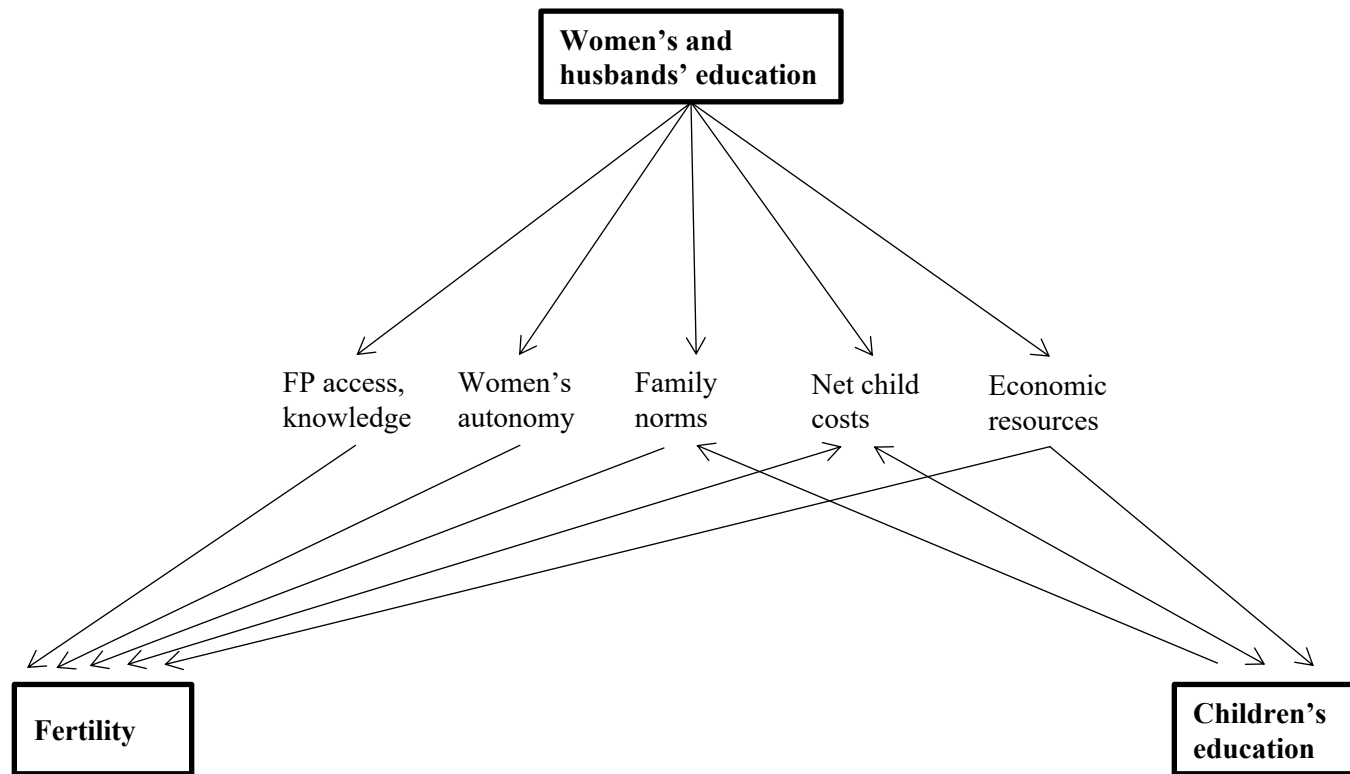 Women’s and
husbands’ education
FP access,
knowledge
Women’s
autonomy
Family
norms
Net child
costs
Economic
resources
Fertility
Children’s
education